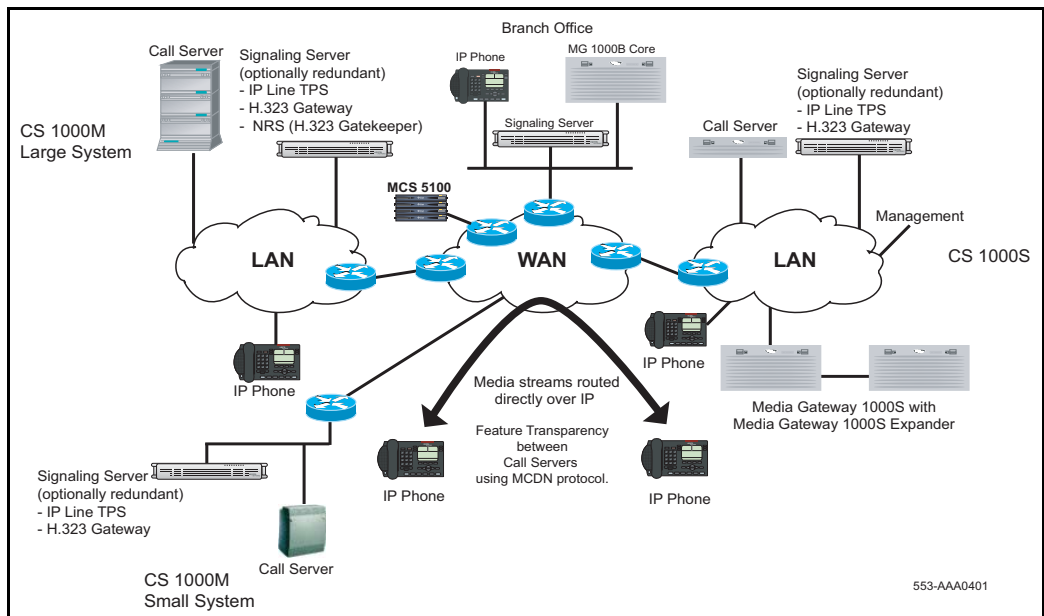 Branch Office
Call Server
Signaling Server
(optionally redundant)
- IP Line TPS
- H.323 Gateway
- NRS (H.323 Gatekeeper)
IP Phone
MG 1000B Core
Signaling Server
Signaling Server
(optionally redundant)
- IP Line TPS
- H.323 Gateway
Call Server
CS 1000M
Large System
MCS 5100
Management
LAN
WAN
LAN
CS 1000S
IP Phone
IP Phone
Media streams routed
directly over IP
Feature Transparency
between
Call Servers
using MCDN protocol.
Media Gateway 1000S with
Media Gateway 1000S Expander
IP Phone
IP Phone
Signaling Server
(optionally redundant)
- IP Line TPS
- H.323 Gateway
Call Server
CS 1000M
Small System
553-AAA0401